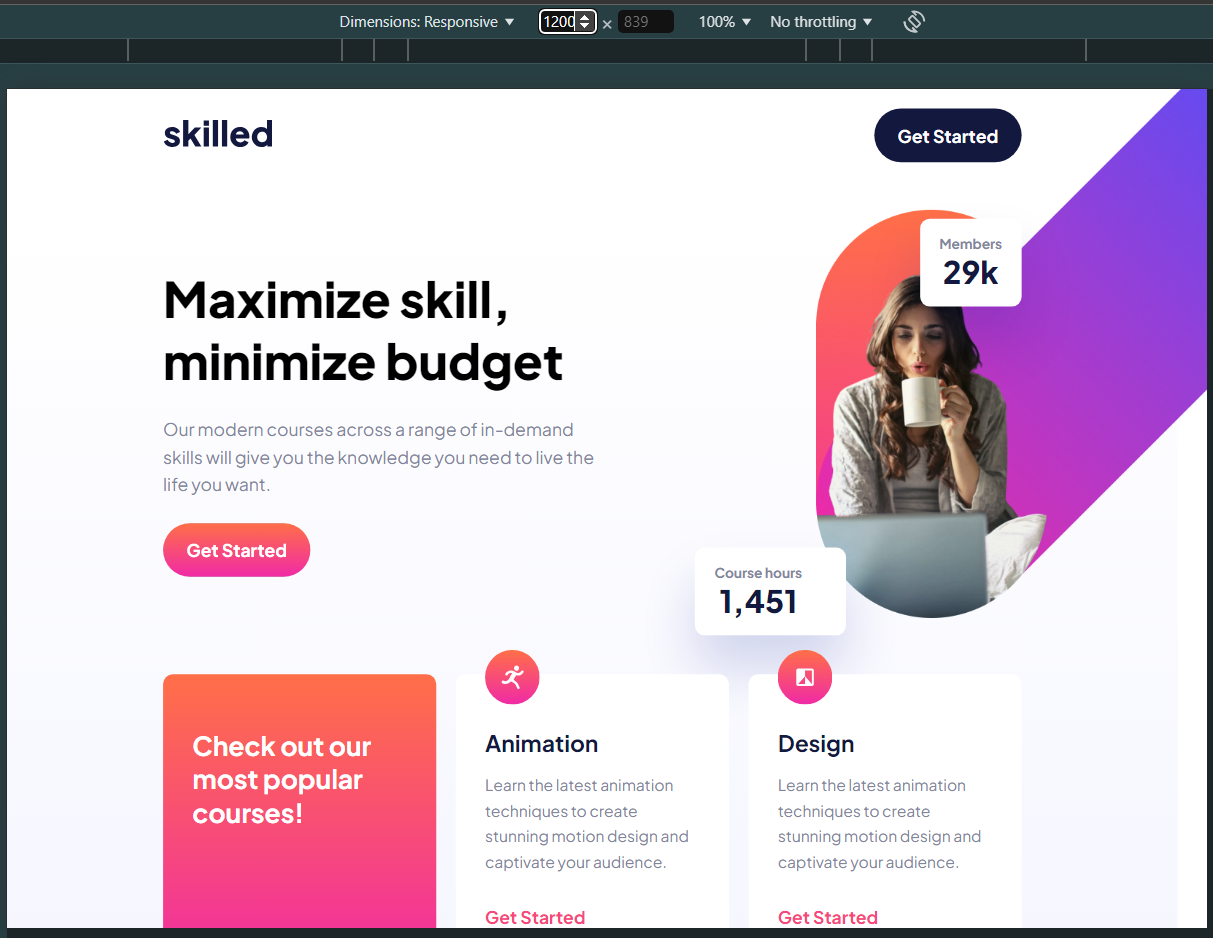 Dimensions: Responsive
1200
×
839
100%
No throttling
skilled
Get Started
Members
29k
Maximize skill,
minimize budget
Our modern courses across a range of in-demand
skills will give you the knowledge you need to live the
life you want.
Get Started
Course hours
1,451
Check out our
most popular
courses!
Animation
Learn the latest animation
techniques to create
stunning motion design and
captivate your audience.
Get Started
Design
Learn the latest animation
techniques to create
stunning motion design and
captivate your audience.
Get Started